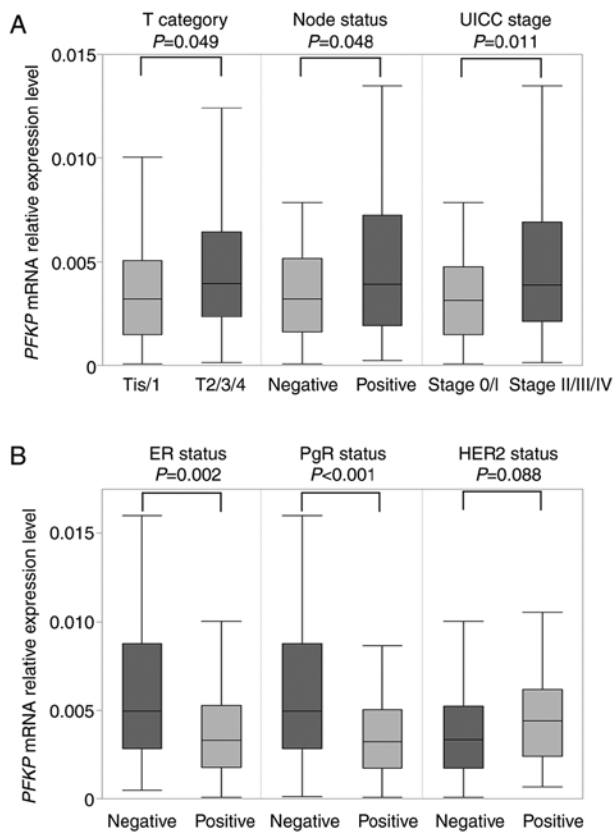 A
T category
P=0.049
Node status
P=0.048
UICC stage
P=0.011
PFKP mRNA relative expression level
0.015
0.010
0.005
0
Tis/1
T2/3/4
Negative
Positive
Stage 0/I
Stage II/III/IV
B
ER status
P=0.002
PgR status
P<0.001
HER2 status
P=0.088
PFKP mRNA relative expression level
0.015
0.010
0.005
0
Negative
Positive
Negative
Positive
Negative
Positive